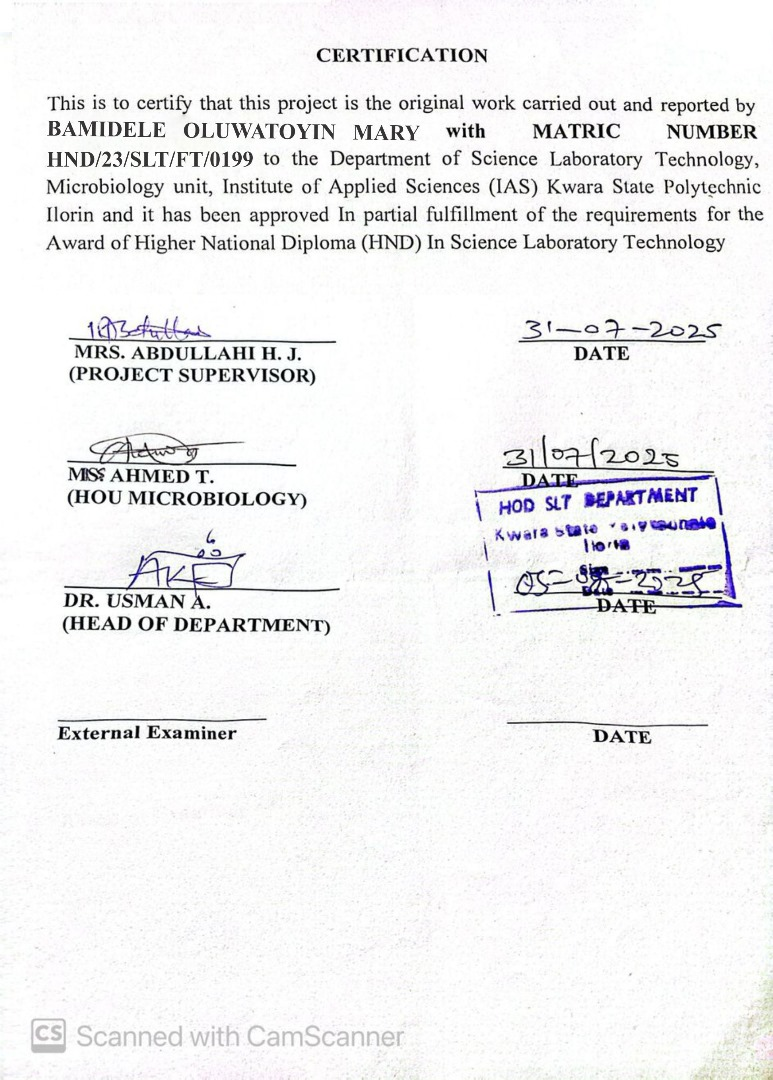 CERTIFICATION
This is to certify that this project is the original work carried out and reported by
BAMIDELE OLUWATOYIN MARY with MATRIC NUMBER
HND/23/SLT/FT/0199 to the Department of Science Laboratory Technology,
Microbiology unit, Institute of Applied Sciences (IAS) Kwara State Polytechnic
Ilorin and it has been approved In partial fulfillment of the requirements for the
Award of Higher National Diploma (HND) In Science Laboratory Technology
31-07-2025
MRS. ABDULLAHI H. J.
DATE
(PROJECT SUPERVISOR)
31/07/2025
MISS AHMED T.
DATE
(HOU MICROBIOLOGY)
HOD SLT DEPARTMENT
Kwara State
Ilorin
Sign
05-08-2025
DR. USMAN A.
DATE
(HEAD OF DEPARTMENT)
External Examiner
DATE
CS Scanned with CamScanner